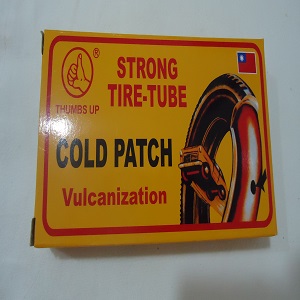 ®
STRONG
TIRE-TUBE
THUMBS UP
COLD PATCH
Vulcanization